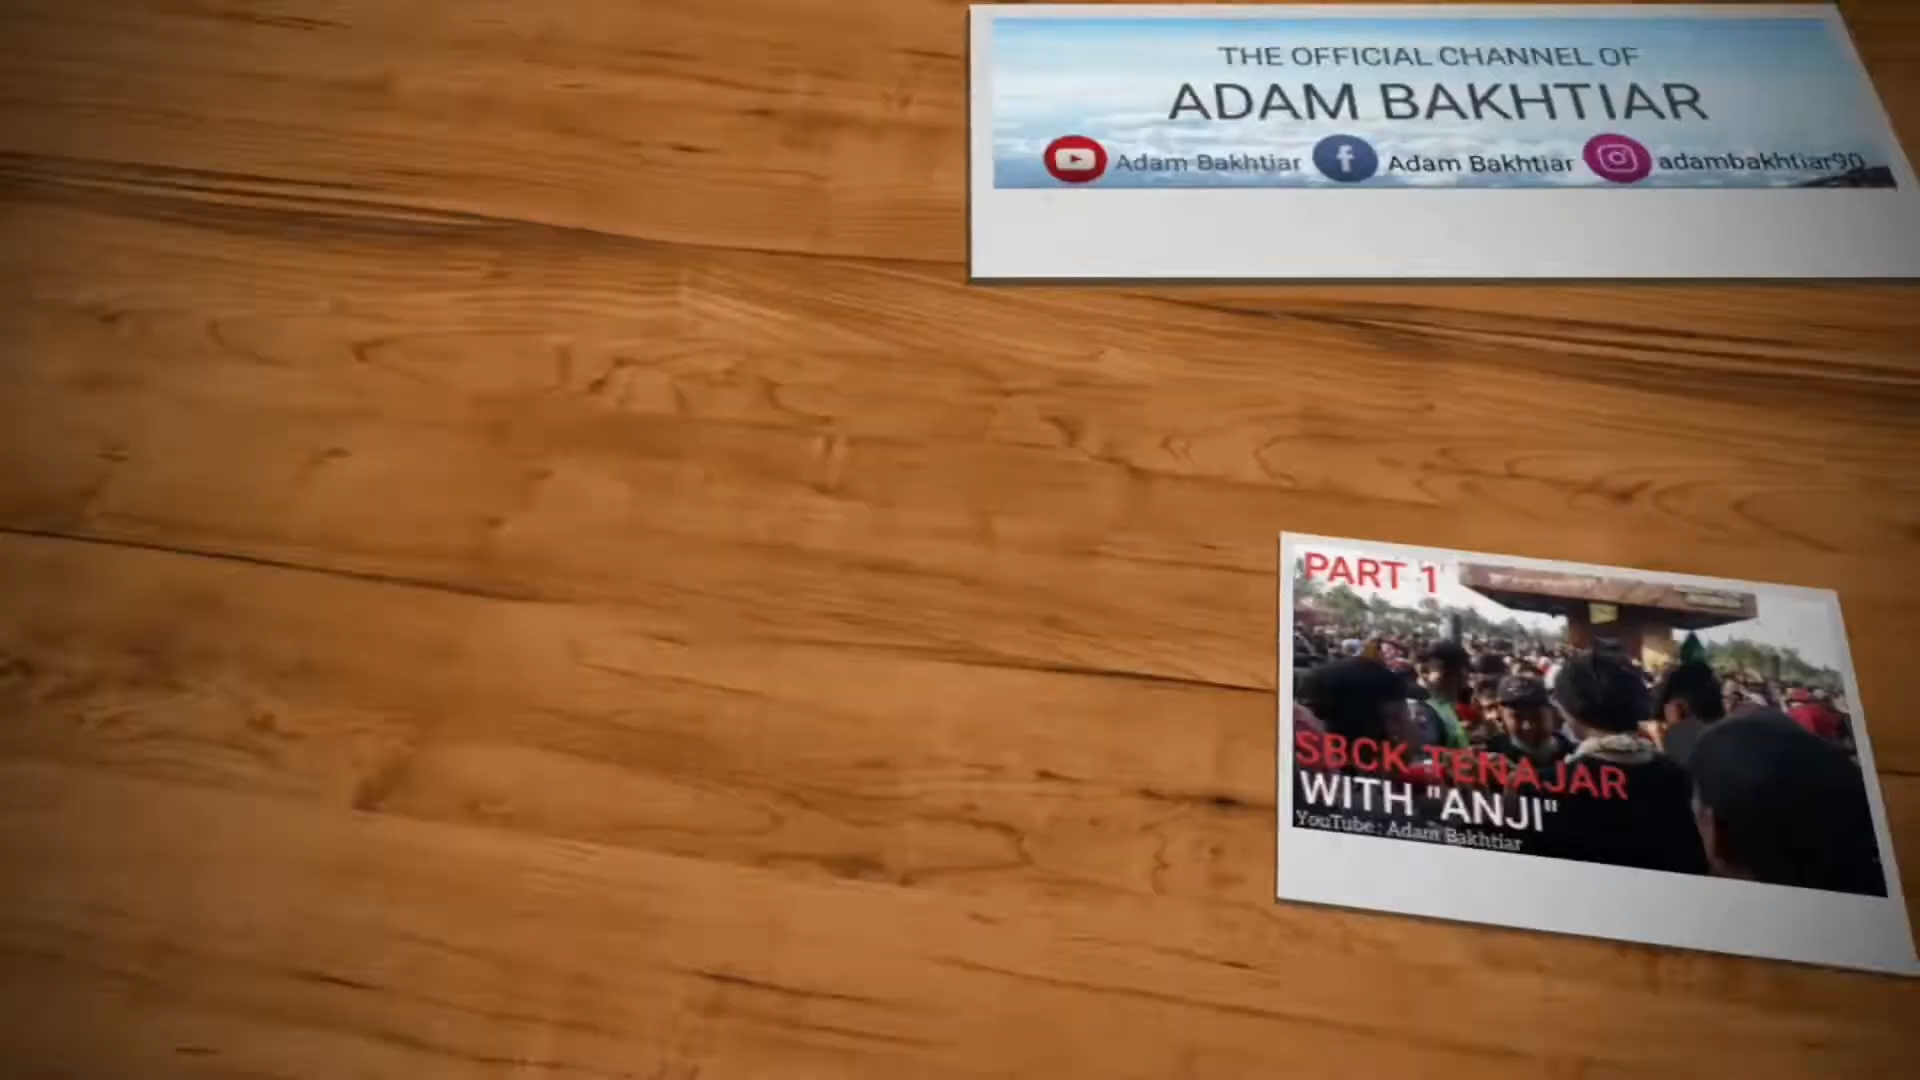 THE OFFICIAL CHANNEL OF
ADAM BAKHTIAR
Adam Bakhtiar Adam Bakhtiar adambakhtiar90
PART 1
SBCK TENAJAR
WITH "ANJI"
YouTube : Adam Bakhtiar